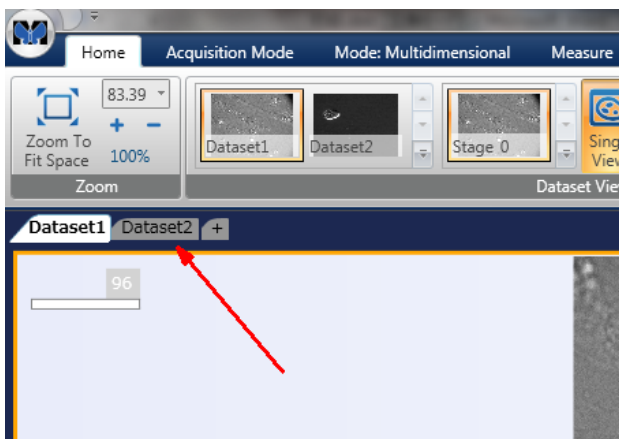 Home Acquisition Mode Mode: Multidimensional Measure
83.39
Zoom To
Fit Space
100%
Dataset1
Dataset2
Stage 0
Sing
View
Zoom
Dataset Vie
Dataset1 Dataset2 +
96